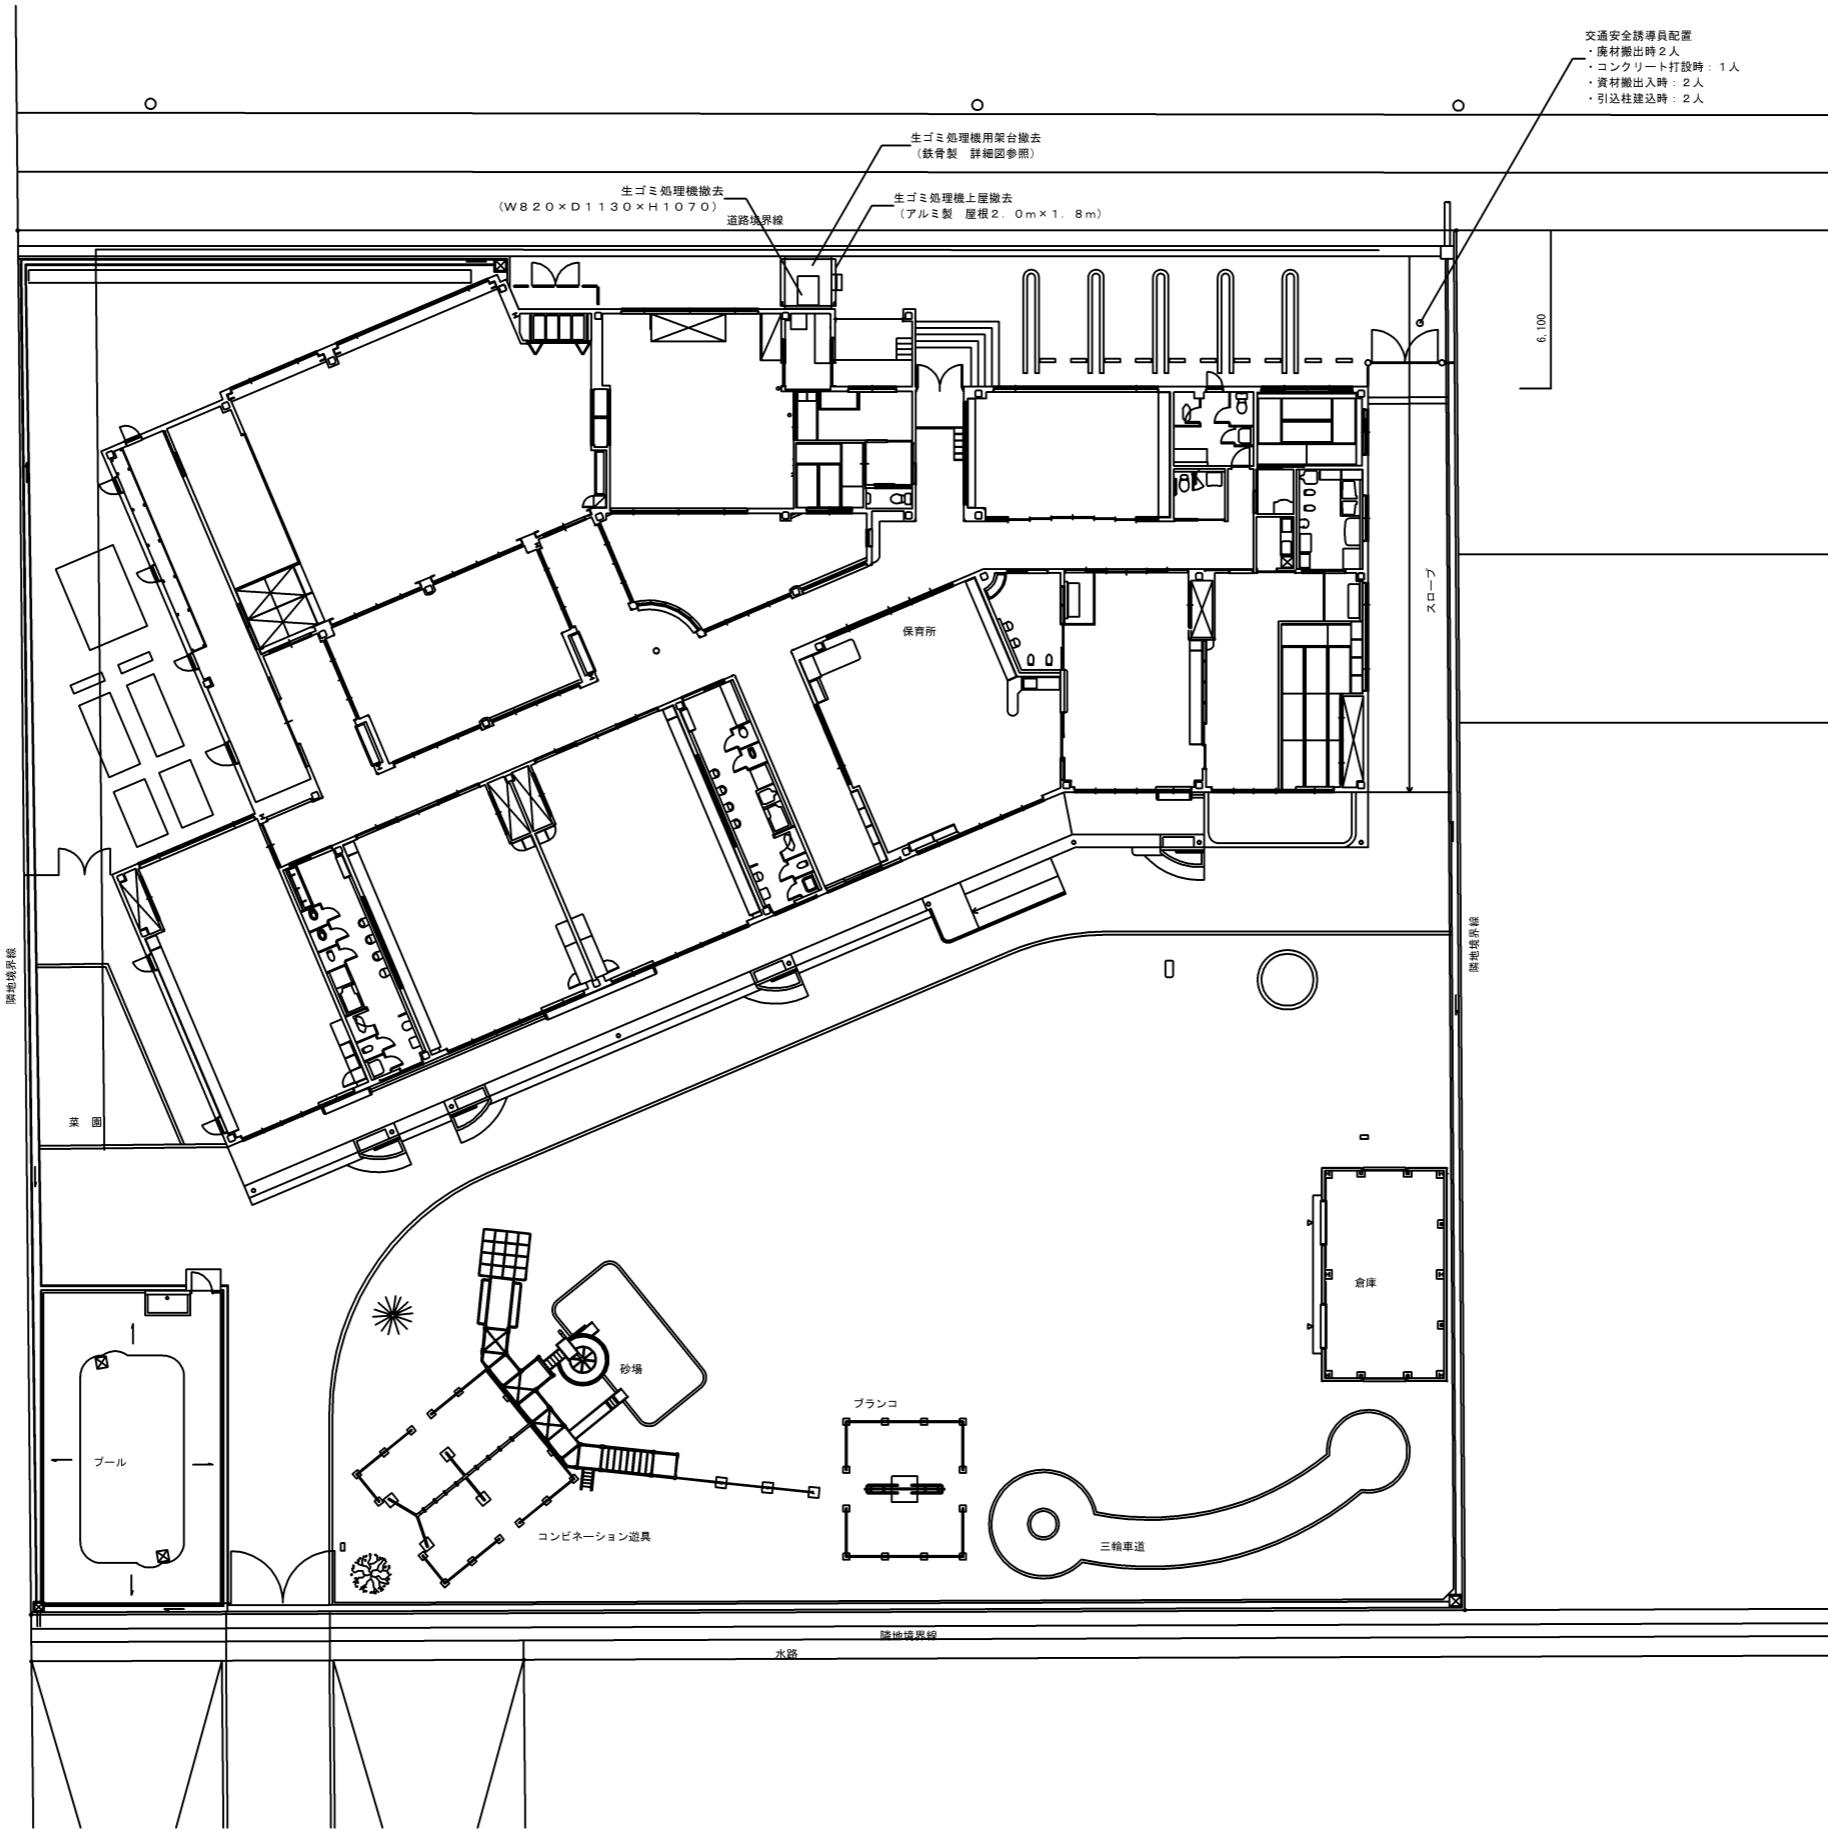 交通安全誘導員配置
・廃材搬出時２人
・コンクリート打設時：１人
・資材搬出入時：２人
・引込柱建込時：２人
生ゴミ処理機用架台撤去
（鉄骨製　詳細図参照）
生ゴミ処理機撤去
（Ｗ８２０×Ｄ１１３０×Ｈ１０７０）
生ゴミ処理機上屋撤去
（アルミ製　屋根２．０ｍ×１．８ｍ）
道路境界線
6,100
スロープ
保育所
隣地境界線
隣地境界線
菜　園
倉庫
砂場
ブランコ
プール
コンビネーション遊具
三輪車道
隣地境界線
水路